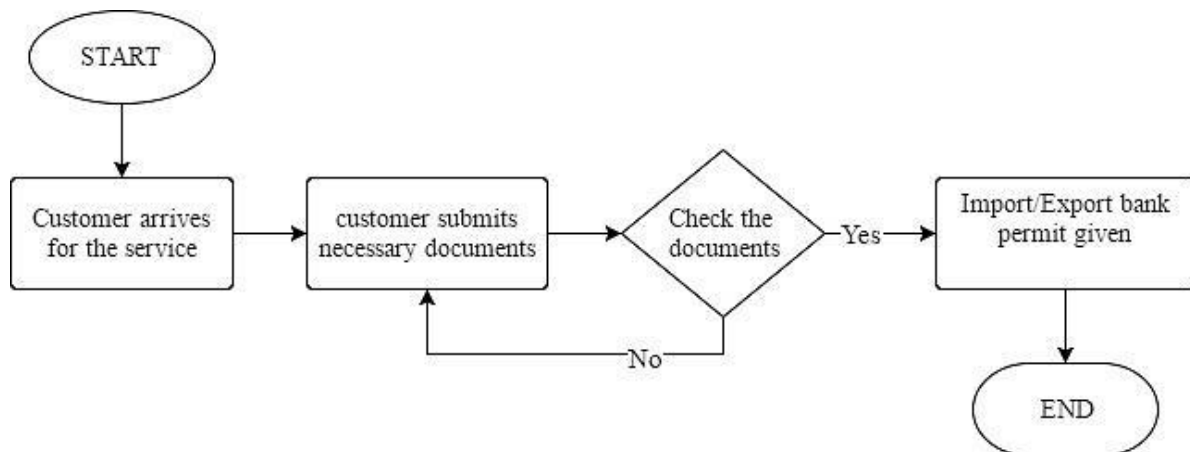 START
Customer arrives
for the service
customer submits
necessary documents
Check the
documents
Yes
Import/Export bank
permit given
No
END